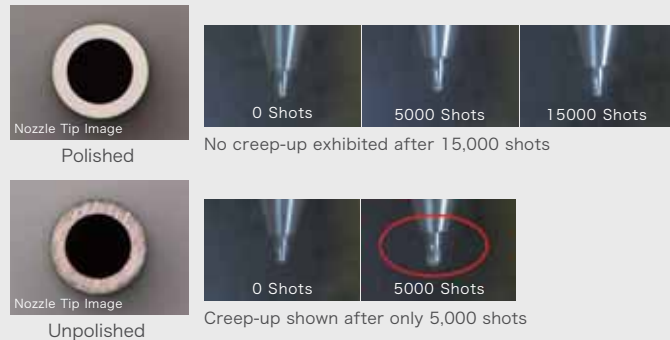 Nozzle Tip Image
Polished
0 Shots
5000 Shots
15000 Shots
No creep-up exhibited after 15,000 shots
Nozzle Tip Image
Unpolished
0 Shots
5000 Shots
Creep-up shown after only 5,000 shots